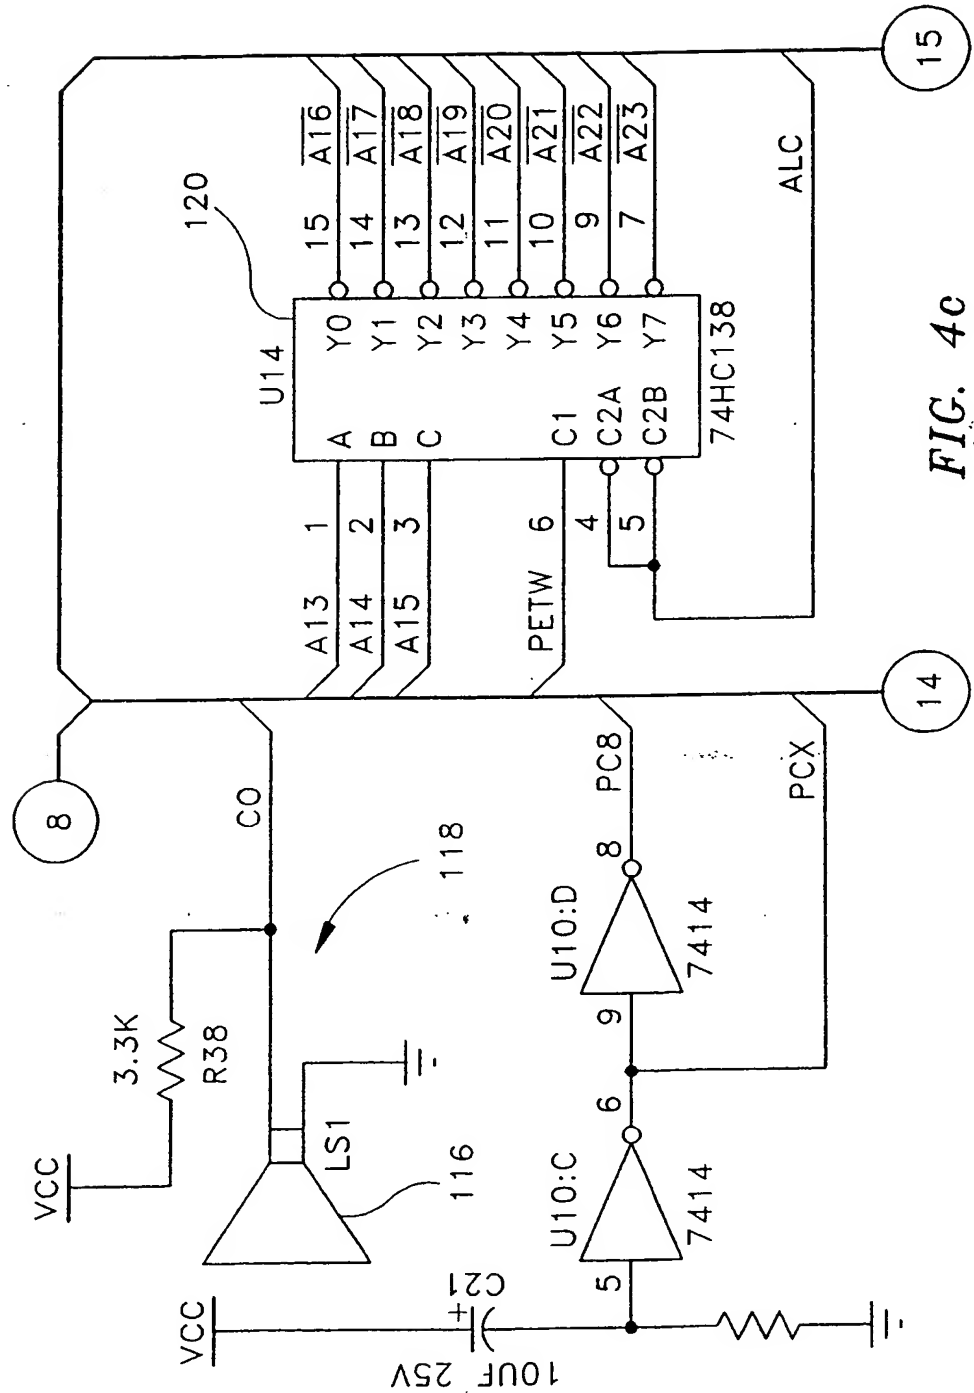 8
14
15
VCC
3.3K
R38
CO
LS1
116
118
U14
120
A
B
C
C1
C2A
C2B
Y0
Y1
Y2
Y3
Y4
Y5
Y6
Y7
74HC138
A13 1
A14 2
A15 3
PETW 6
4
5
15 A16
14 A17
13 A18
12 A19
11 A20
10 A21
9 A22
7 A23
ALC
VCC
C21
+
10UF 25V
5
U10:C
7414
6
9
U10:D
7414
8
PC8
PCX
FIG. 4c